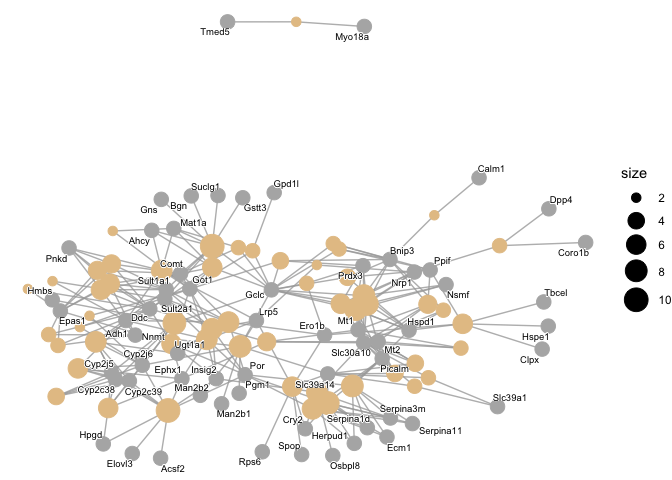 Tmed5
Myo18a
Calm1
Suclg1
Gpd1l
size
Gns
Bgn
Gstt3
Dpp4
2
Mat1a
4
Ahcy
Bnip3
Coro1b
6
Pnkd
Comt
Ppif
8
Sult1a1
Got1
Prdx3
Nrp1
Hmbs
Gclc
Nsmf
Tbcel
10
Sult2a1
Epas1
Ddc
Lrp5
Mt1
Hspd1
Adh1
Nnmt
Ero1b
Hspe1
Ugt1a1
Cyp2j6
Slc30a10
Mt2
Clpx
Cyp2j5
Ephx1
Insig2
Por
Picalm
Cyp2c38
Cyp2c39
Man2b2
Pgm1
Slc39a14
Slc39a1
Man2b1
Serpina3m
Hpgd
Cry2
Serpina1d
Serpina11
Herpud1
Elovl3
Acsf2
Rps6
Spop
Osbpl8
Ecm1